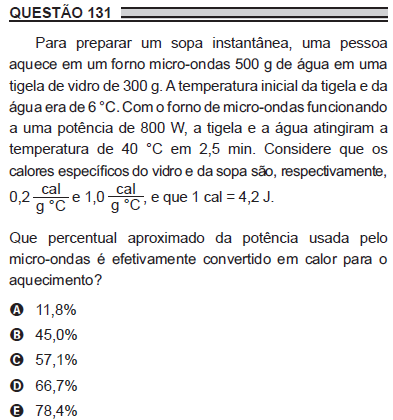 QUESTÃO 131
Para preparar um sopa instantânea, uma pessoa
aquece em um forno micro-ondas 500 g de água em uma
tigela de vidro de 300 g. A temperatura inicial da tigela e da
água era de 6 °C. Com o forno de micro-ondas funcionando
a uma potência de 800 W, a tigela e a água atingiram a
temperatura de 40 °C em 2,5 min. Considere que os
calores específicos do vidro e da sopa são, respectivamente,
0,2 cal/g °C e 1,0 cal/g °C, e que 1 cal = 4,2 J.
Que percentual aproximado da potência usada pelo
micro-ondas é efetivamente convertido em calor para o
aquecimento?
A 11,8%
B 45,0%
C 57,1%
D 66,7%
E 78,4%